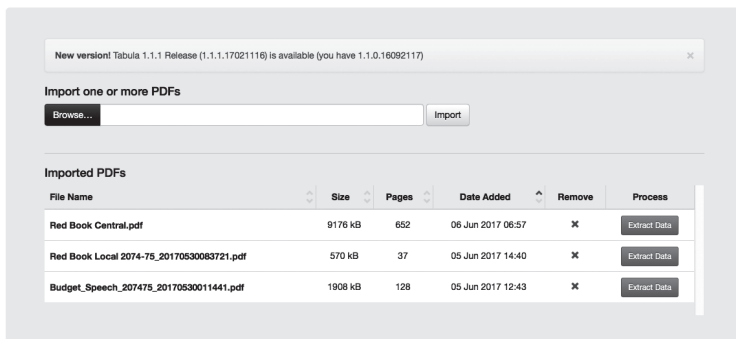 New version! Tabula 1.1.1 Release (1.1.1.17021116) is available (you have 1.1.0.16092117) ×
Import one or more PDFs
Browse... Import
Imported PDFs
File Name Size Pages Date Added Remove Process
Red Book Central.pdf 9176 kB 652 06 Jun 2017 06:57 ✖ Extract Data
Red Book Local 2074-75_20170530083721.pdf 570 kB 37 05 Jun 2017 14:40 ✖ Extract Data
Budget_Speech_207475_20170530011441.pdf 1908 kB 128 05 Jun 2017 12:43 ✖ Extract Data